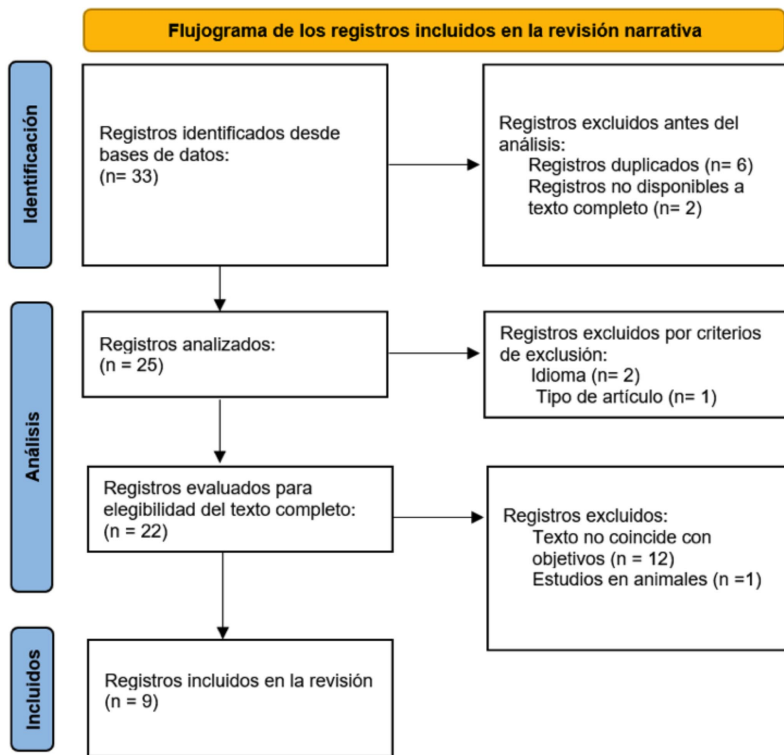 Flujograma de los registros incluidos en la revisión narrativa
Identificación
Registros identificados desde
bases de datos:
(n= 33)
Registros excluidos antes del
análisis:
Registros duplicados (n= 6)
Registros no disponibles a
texto completo (n= 2)
Análisis
Registros analizados:
(n = 25)
Registros excluidos por criterios
de exclusión:
Idioma (n= 2)
Tipo de artículo (n= 1)
Registros evaluados para
elegibilidad del texto completo:
(n = 22)
Registros excluidos:
Texto no coincide con
objetivos (n = 12)
Estudios en animales (n =1)
Incluidos
Registros incluidos en la revisión
(n = 9)